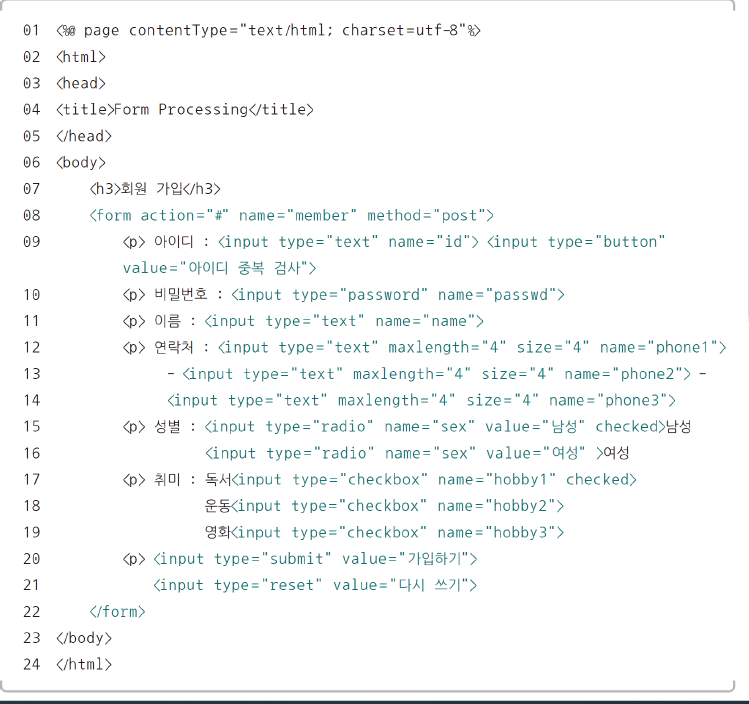 01 <%@ page contentType="text/html; charset=utf-8"%>
02 <html>
03 <head>
04 <title>Form Processing</title>
05 </head>
06 <body>
07 <h3>회원 가입</h3>
08 <form action="#" name="member" method="post">
09 <p> 아이디 : <input type="text" name="id"> <input type="button"
value="아이디 중복 검사">
10 <p> 비밀번호 : <input type="password" name="passwd">
11 <p> 이름 : <input type="text" name="name">
12 <p> 연락처 : <input type="text" maxlength="4" size="4" name="phone1">
13 - <input type="text" maxlength="4" size="4" name="phone2"> -
14 <input type="text" maxlength="4" size="4" name="phone3">
15 <p> 성별 : <input type="radio" name="sex" value="남성" checked>남성
16 <input type="radio" name="sex" value="여성" >여성
17 <p> 취미 : 독서<input type="checkbox" name="hobby1" checked>
18 운동<input type="checkbox" name="hobby2">
19 영화<input type="checkbox" name="hobby3">
20 <p> <input type="submit" value="가입하기">
21 <input type="reset" value="다시 쓰기">
22 </form>
23 </body>
24 </html>